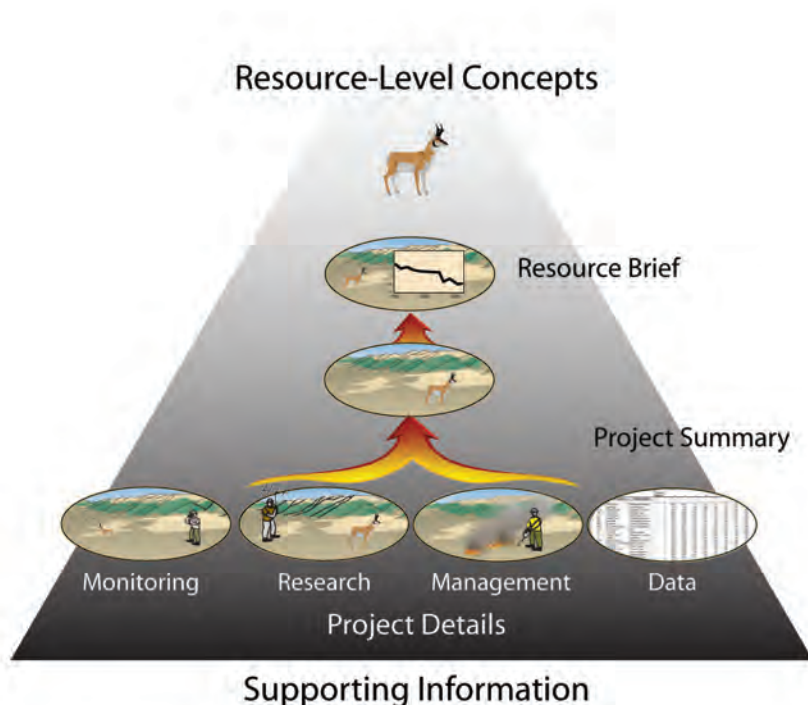 Resource-Level Concepts
Resource Brief
Project Summary
Monitoring Research Management Data
Project Details
Supporting Information